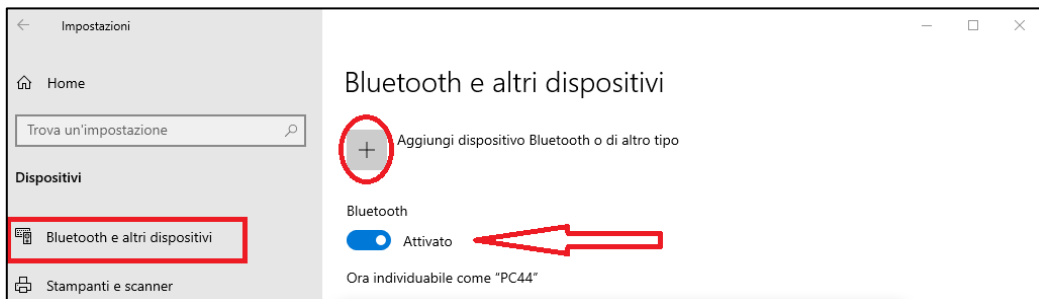 Impostazioni
Home
Trova un'impostazione
Dispositivi
Bluetooth e altri dispositivi
Stampanti e scanner
Bluetooth e altri dispositivi
Aggiungi dispositivo Bluetooth o di altro tipo
Bluetooth
Attivato
Ora individuabile come "PC44"